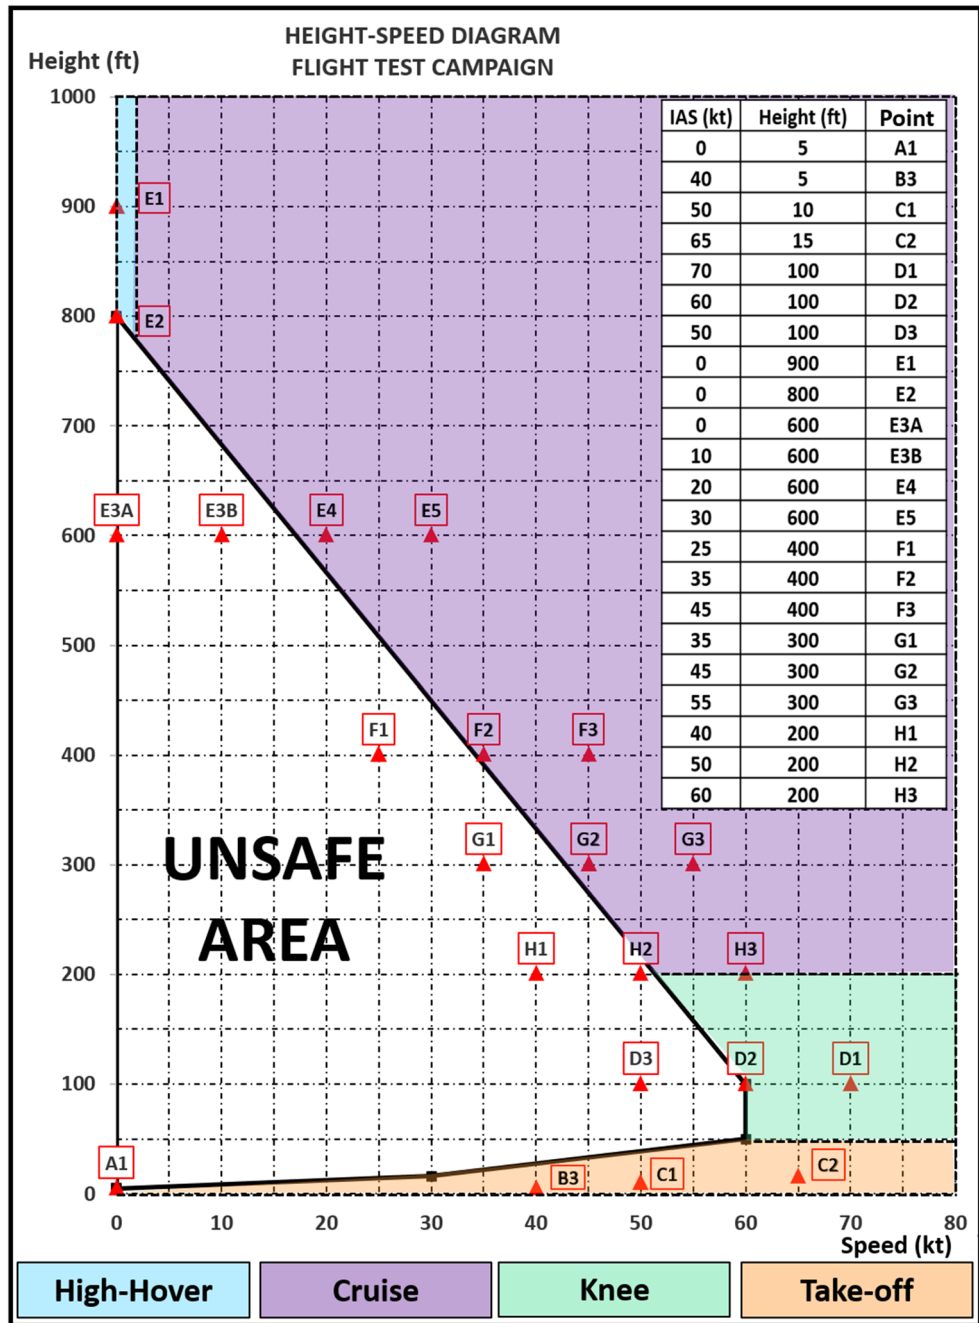 HEIGHT-SPEED DIAGRAM
FLIGHT TEST CAMPAIGN
Height (ft)
1000
900
800
700
600
500
400
300
200
100
0
IAS (kt) Height (ft) Point
0 5 A1
40 5 B3
50 10 C1
65 15 C2
70 100 D1
60 100 D2
50 100 D3
0 900 E1
0 800 E2
0 600 E3A
10 600 E3B
20 600 E4
30 600 E5
25 400 F1
35 400 F2
45 400 F3
35 300 G1
45 300 G2
55 300 G3
40 200 H1
50 200 H2
60 200 H3
E1
E2
E3A E3B E4 E5
F1 F2 F3
G1 G2 G3
UNSAFE
AREA
H1 H2 H3
D3 D2 D1
A1 B3 C1 C2
0 10 20 30 40 50 60 70 80
Speed (kt)
High-Hover Cruise Knee Take-off